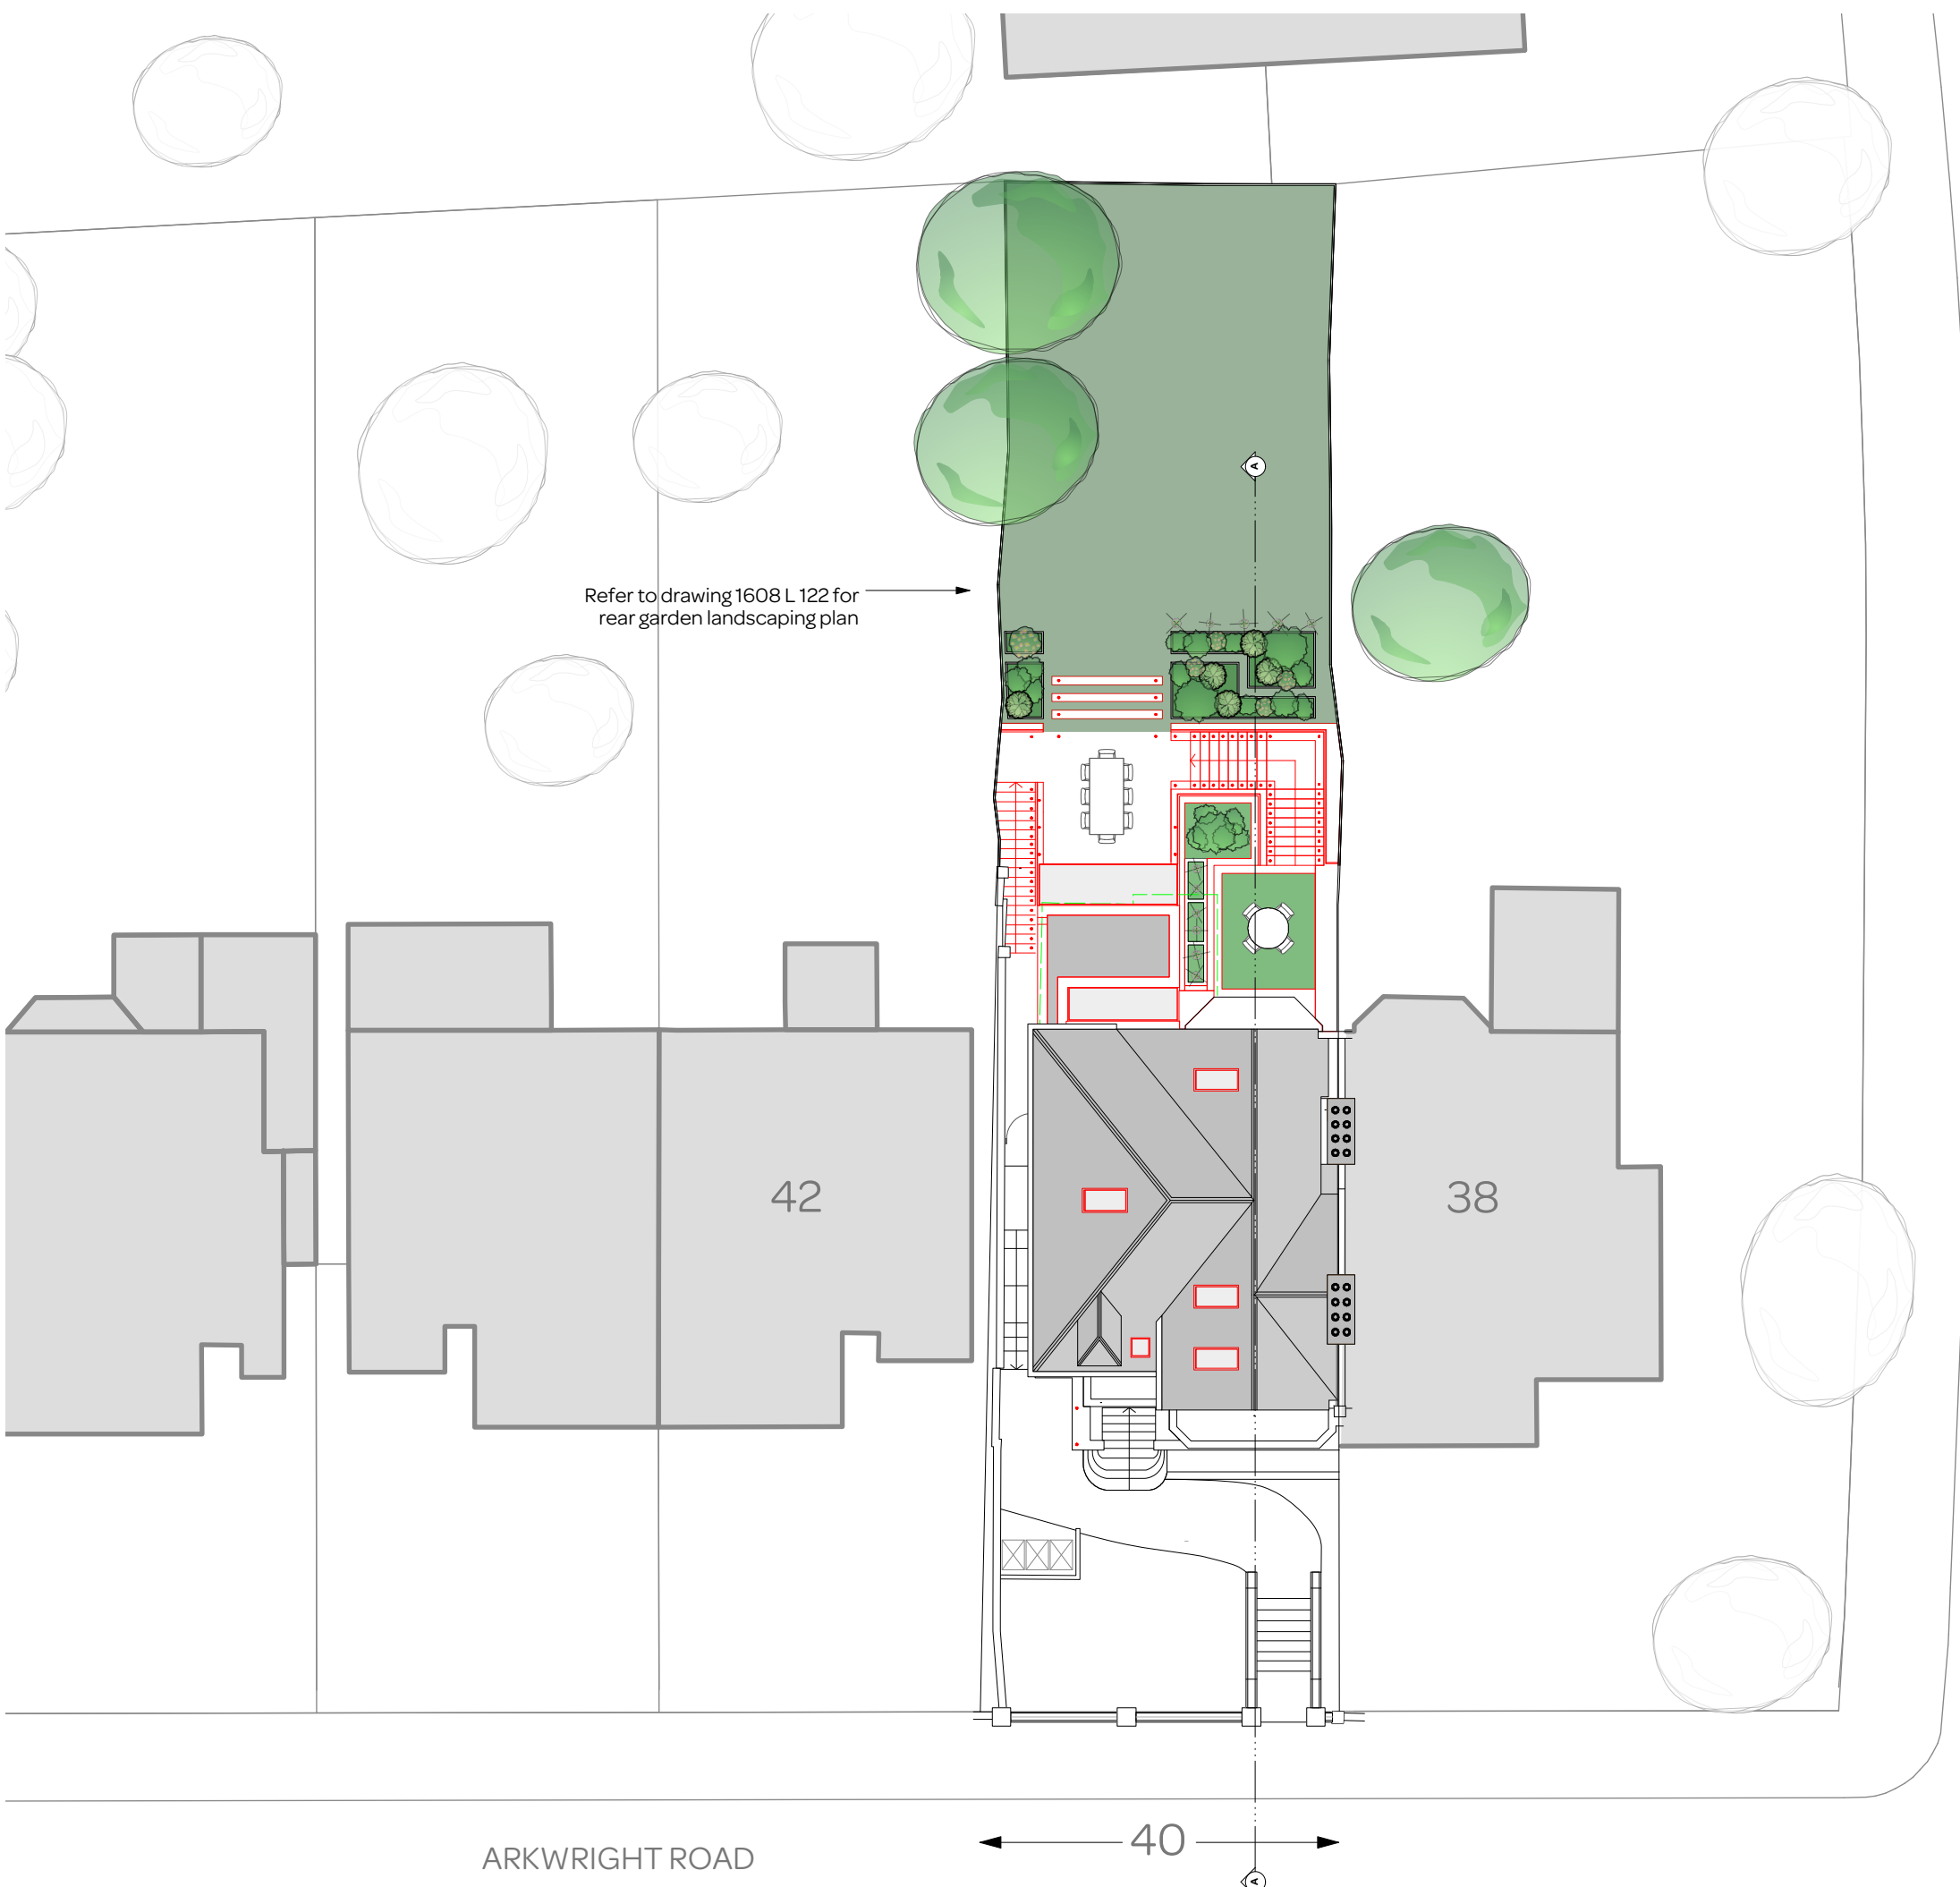 A
Refer to drawing 1608 L 122 for
rear garden landscaping plan
42
38
40
ARKWRIGHT ROAD
A